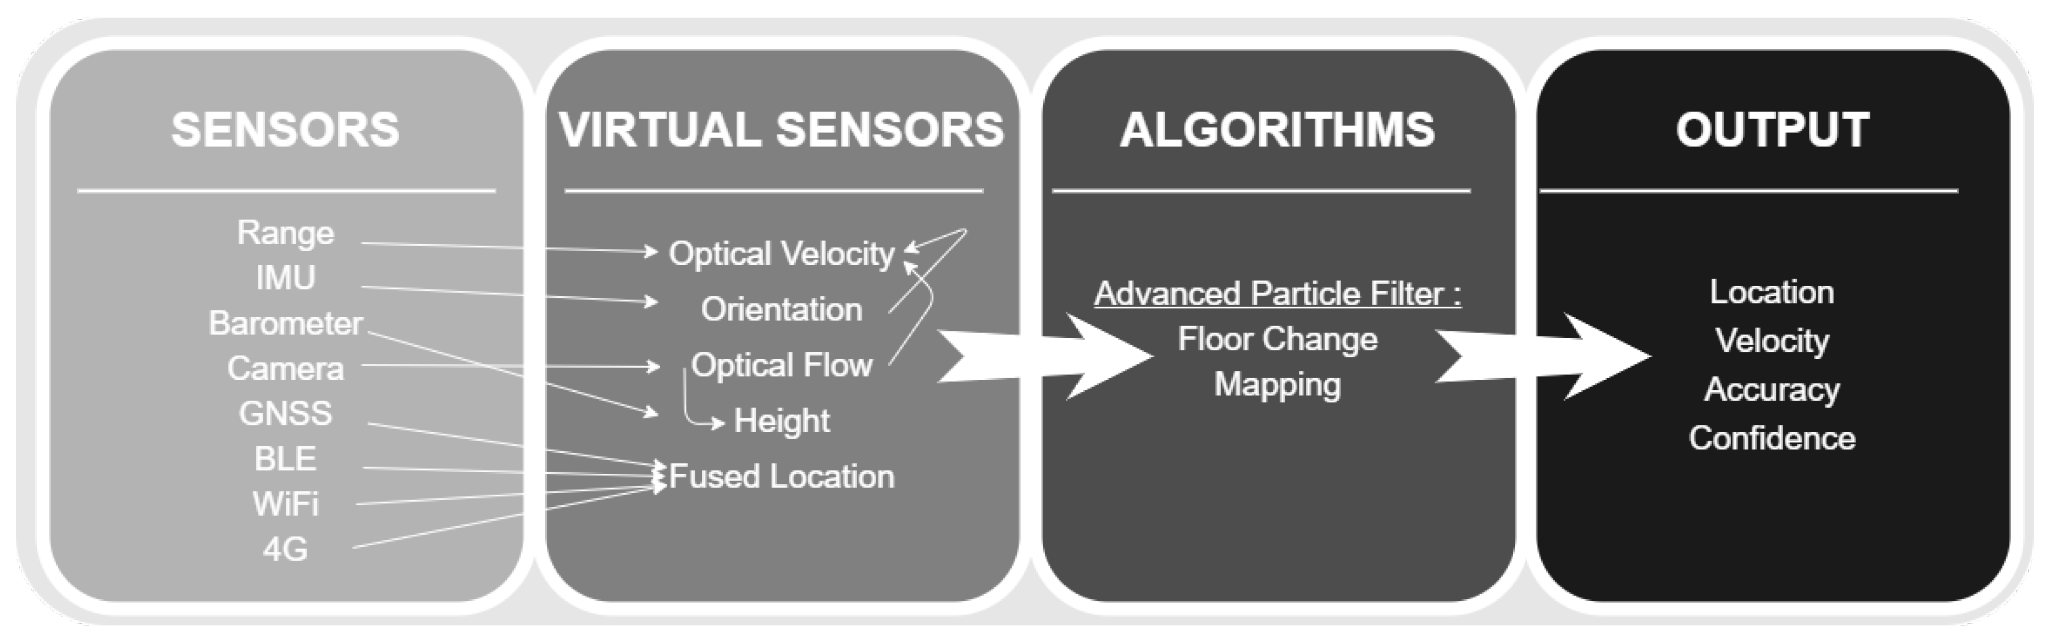 SENSORS
Range
IMU
Barometer
Camera
GNSS
BLE
WiFi
4G
VIRTUAL SENSORS
Optical Velocity
Orientation
Optical Flow
Height
Fused Location
ALGORITHMS
Advanced Particle Filter :
Floor Change
Mapping
OUTPUT
Location
Velocity
Accuracy
Confidence